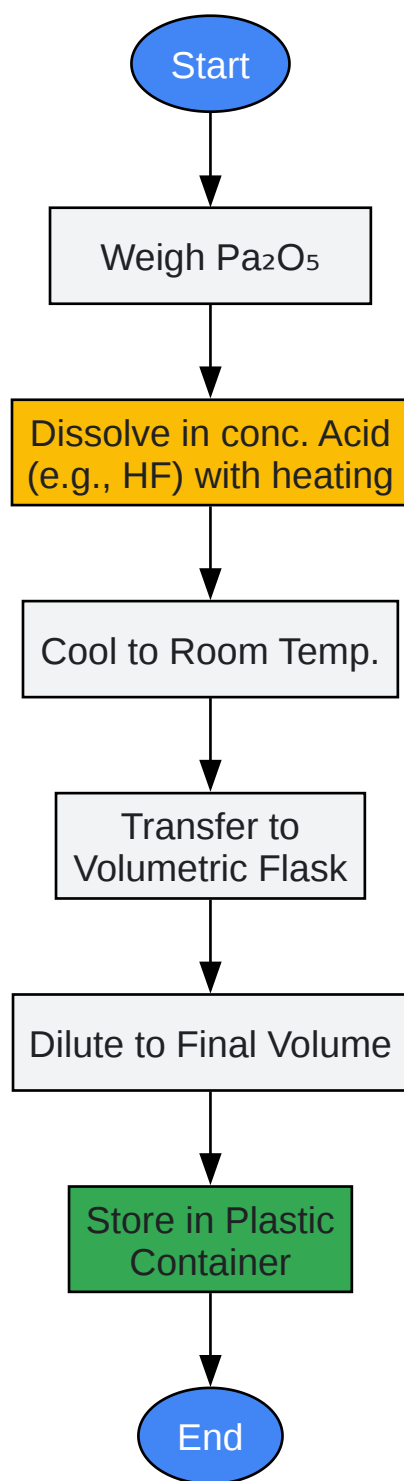 Start
Weigh Pa₂O₅
Dissolve in conc. Acid
(e.g., HF) with heating
Cool to Room Temp.
Transfer to
Volumetric Flask
Dilute to Final Volume
Store in Plastic
Container
End